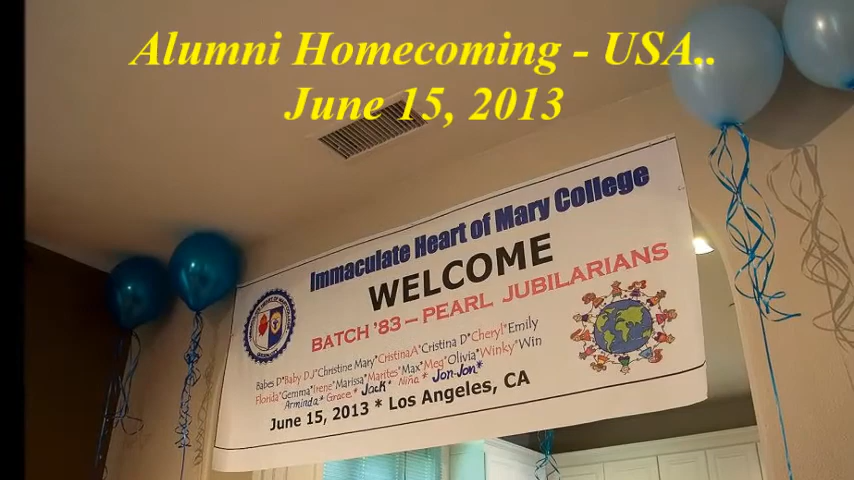 Alumni Homecoming - USA..
June 15, 2013
Immaculate Heart of Mary College
WELCOME
BATCH '83 – PEARL JUBILARIANS
Babes D*Baby DJ*Christine Mary*CristinaA*Cristina D*Cheryl*Emily
Florida*Gemma*Irene*Marissa*Marites*Max*Meg*Olivia*Winky*Win
Arminda* Grace* Jack* Niña* Jon-Jon*
June 15, 2013 * Los Angeles, CA